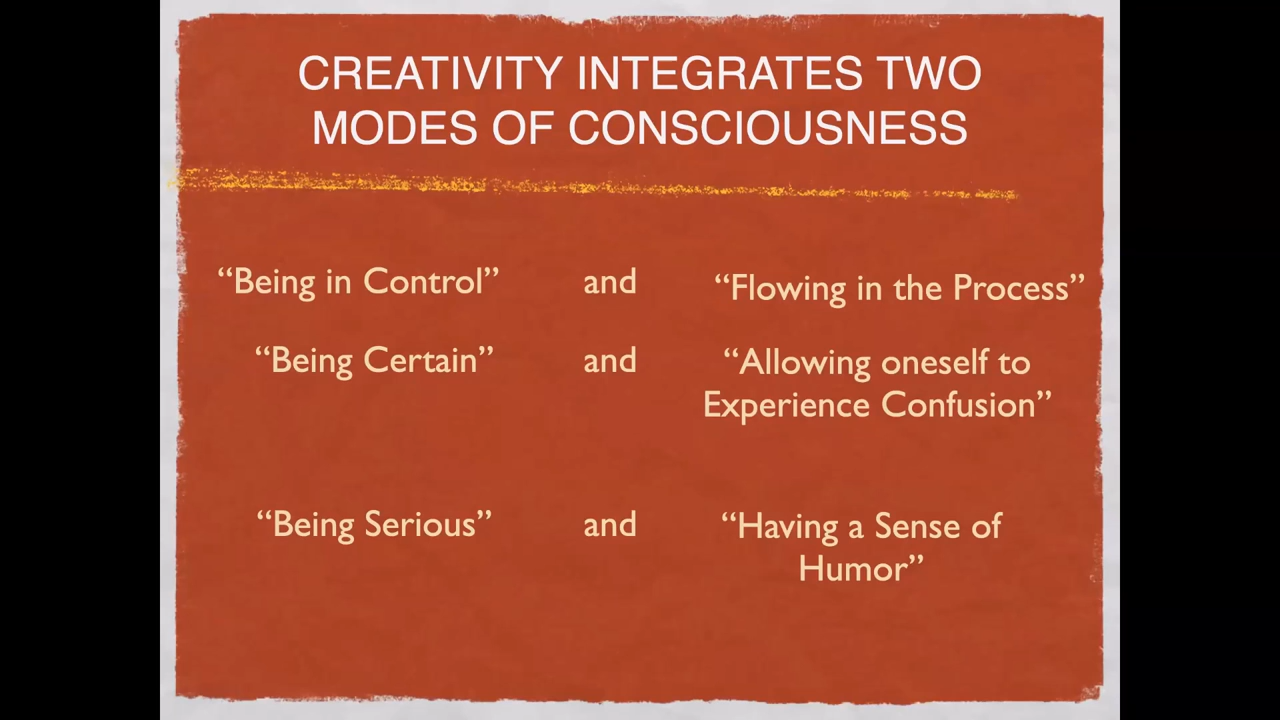 CREATIVITY INTEGRATES TWO
MODES OF CONSCIOUSNESS
“Being in Control” and “Flowing in the Process”
“Being Certain” and “Allowing oneself to
Experience Confusion”
“Being Serious” and “Having a Sense of
Humor”